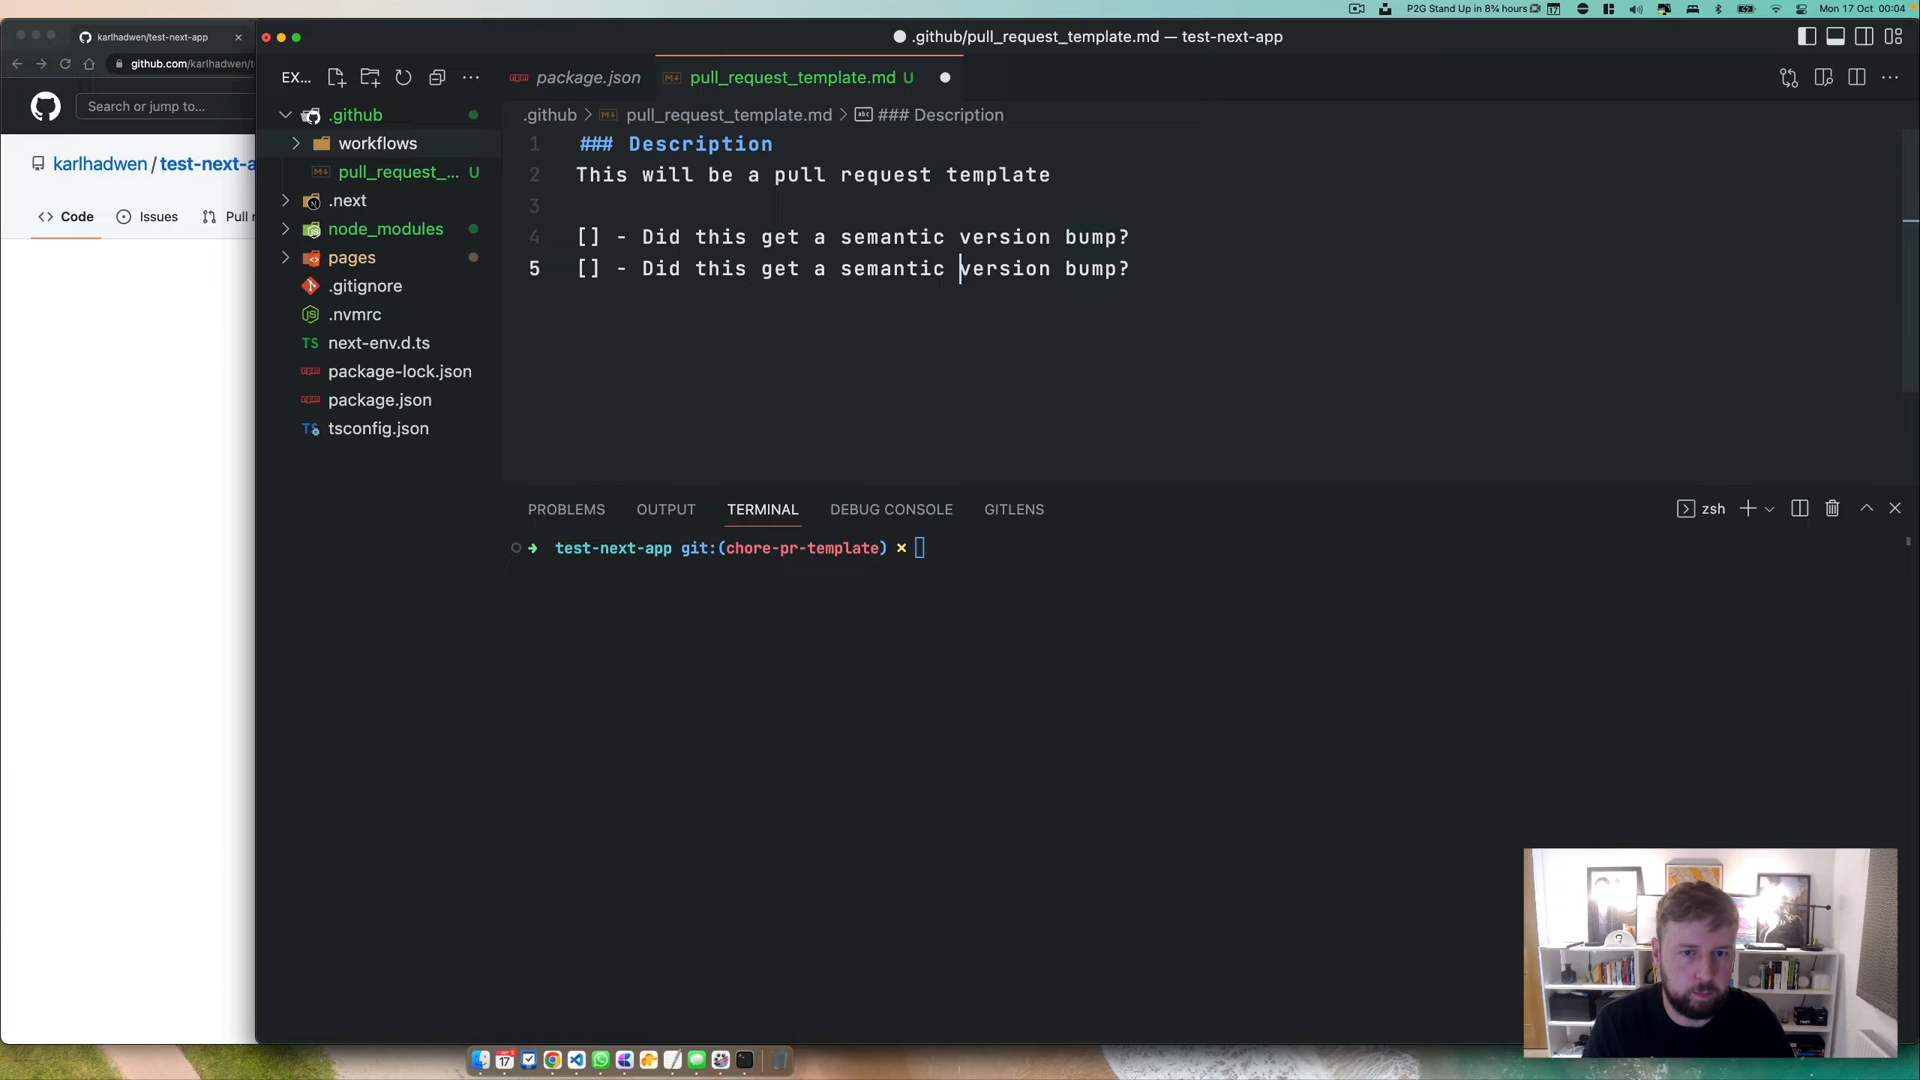 P2G Stand Up in 8¾ hours
17
Mon 17 Oct 00:04
karlhadwen/test-next-app
.github/pull_request_template.md — test-next-app
github.com/karlhadwen/t
Search or jump to...
karlhadwen / test-next-a
Code
Issues
Pull r
EX...
.github
workflows
pull_request_... U
.next
node_modules
pages
.gitignore
.nvmrc
TS next-env.d.ts
package-lock.json
package.json
TS tsconfig.json
package.json
pull_request_template.md U
.github > pull_request_template.md > ### Description
1 ### Description
2 This will be a pull request template
3
4 [] - Did this get a semantic version bump?
5 [] - Did this get a semantic version bump?
PROBLEMS OUTPUT TERMINAL DEBUG CONSOLE GITLENS
zsh
➜ test-next-app git:(chore-pr-template) ×
17